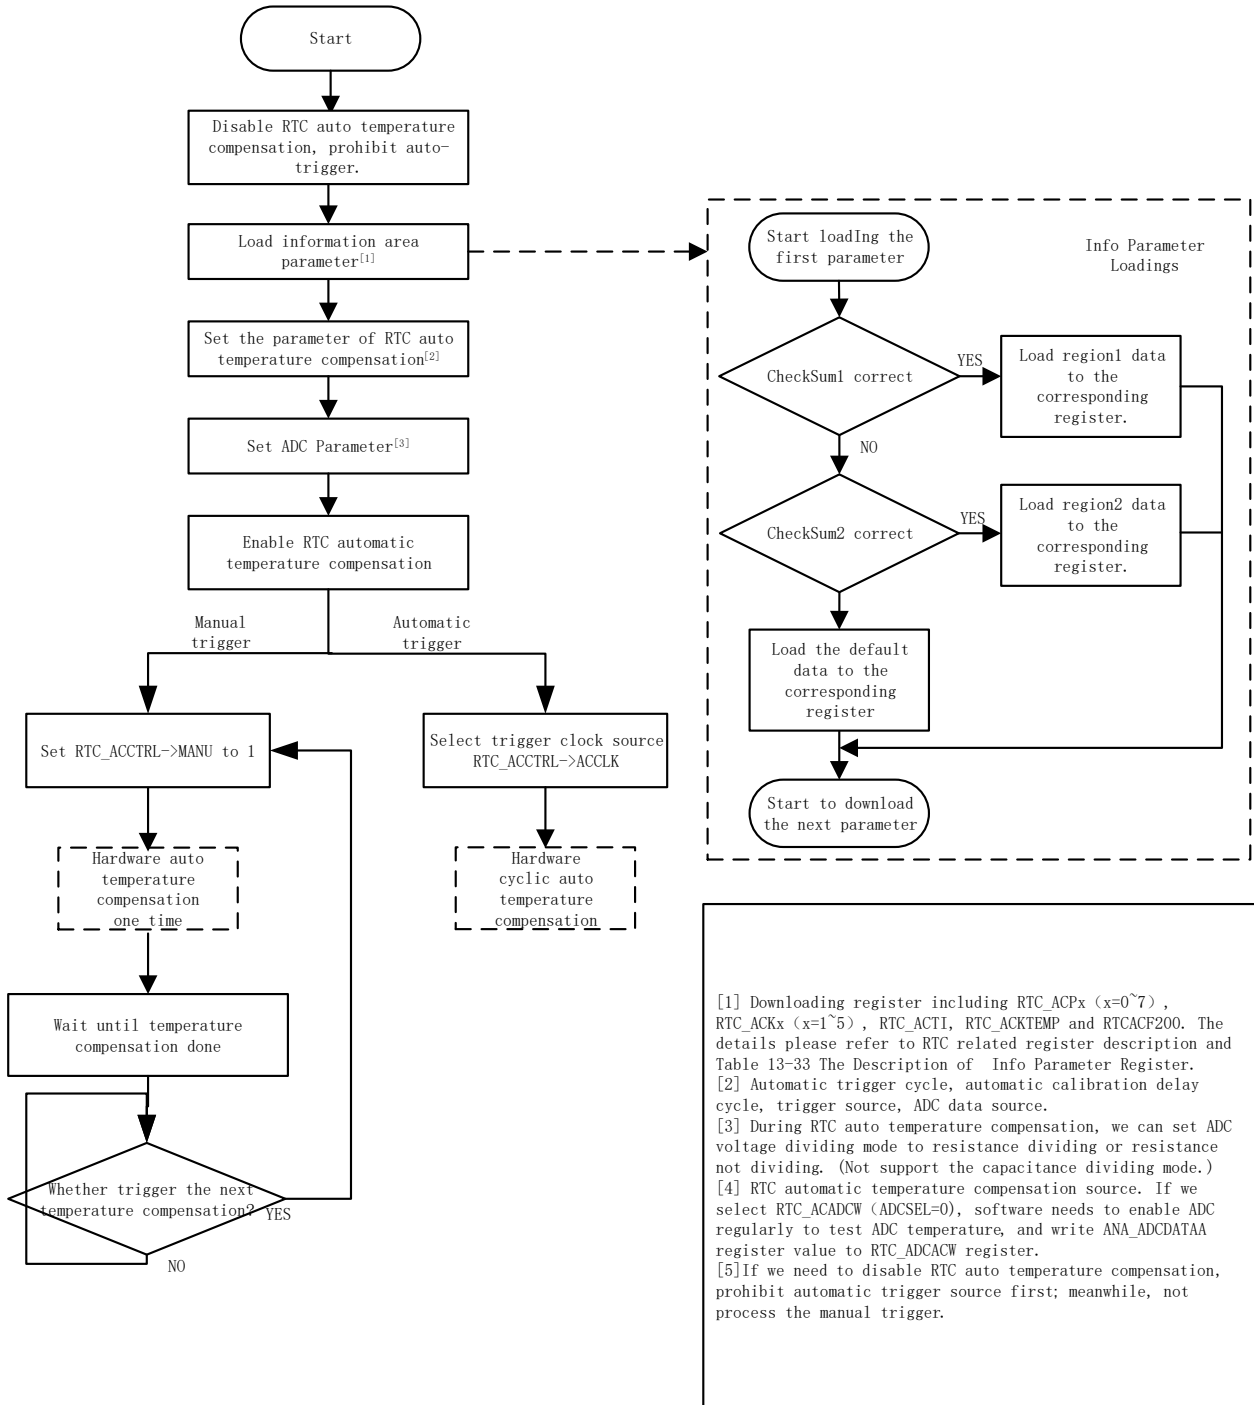 Start
Disable RTC auto temperature
compensation, prohibit auto-
trigger.
Load information area
parameter[1]
Set the parameter of RTC auto
temperature compensation[2]
Set ADC Parameter[3]
Enable RTC automatic
temperature compensation
Manual
trigger
Automatic
trigger
Set RTC_ACCTRL->MANU to 1
Select trigger clock source
RTC_ACCTRL->ACCLK
Hardware auto
temperature
compensation
one time
Hardware
cyclic auto
temperature
compensation
Wait until temperature
compensation done
Whether trigger the next
temperature compensation?
YES
NO
Info Parameter
Loadings
Start loadIng the
first parameter
CheckSum1 correct
YES
Load region1 data
to the
corresponding
register.
NO
CheckSum2 correct
YES
Load region2 data
to the
corresponding
register.
Load the default
data to the
corresponding
register
Start to download
the next parameter
[1] Downloading register including RTC_ACPx（x=0~7）,
RTC_ACKx（x=1~5）, RTC_ACTI, RTC_ACKTEMP and RTCACF200. The
details please refer to RTC related register description and
Table 13-33 The Description of  Info Parameter Register.
[2] Automatic trigger cycle, automatic calibration delay
cycle, trigger source, ADC data source.
[3] During RTC auto temperature compensation, we can set ADC
voltage dividing mode to resistance dividing or resistance
not dividing. (Not support the capacitance dividing mode.)
[4] RTC automatic temperature compensation source. If we
select RTC_ACADCW（ADCSEL=0), software needs to enable ADC
regularly to test ADC temperature, and write ANA_ADCDATAA
register value to RTC_ADCACW register.
[5]If we need to disable RTC auto temperature compensation,
prohibit automatic trigger source first; meanwhile, not
process the manual trigger.